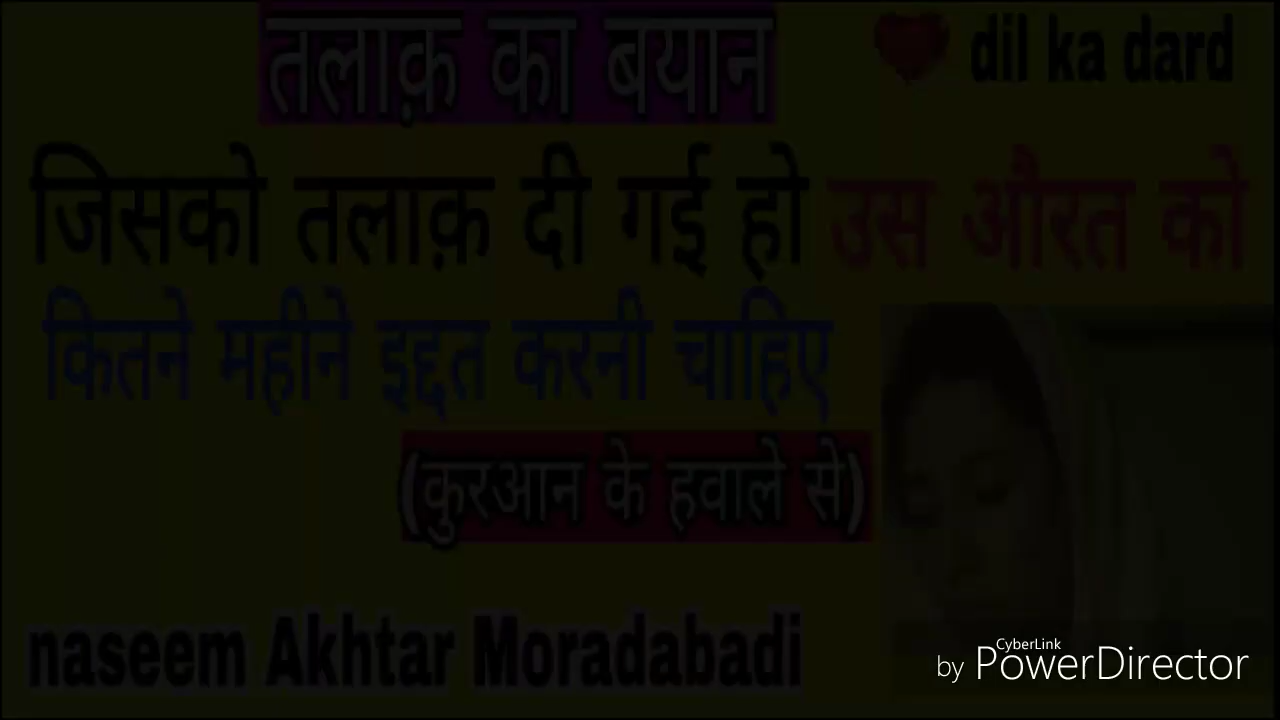 तलाक़ का बयान
dil ka dard
जिसको तलाक़ दी गई हो उस औरत को
कितने महीने इद्दत करनी चाहिए
(कुरआन के हवाले से)
naseem Akhtar Moradabadi
CyberLink
by PowerDirector